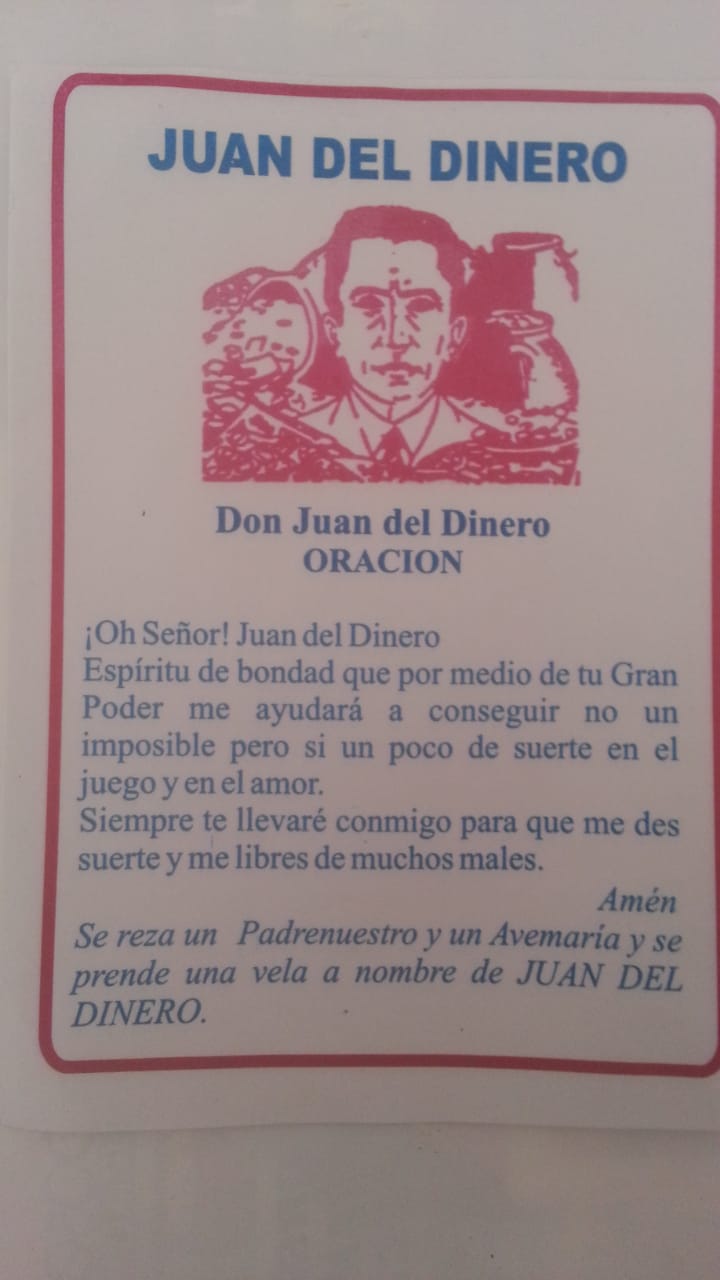 JUAN DEL DINERO
Don Juan del Dinero
ORACION
¡Oh Señor! Juan del Dinero
Espíritu de bondad que por medio de tu Gran
Poder me ayudará a conseguir no un
imposible pero si un poco de suerte en el
juego y en el amor.
Siempre te llevaré conmigo para que me des
suerte y me libres de muchos males.
Amén
Se reza un Padrenuestro y un Avemaría y se
prende una vela a nombre de JUAN DEL
DINERO.